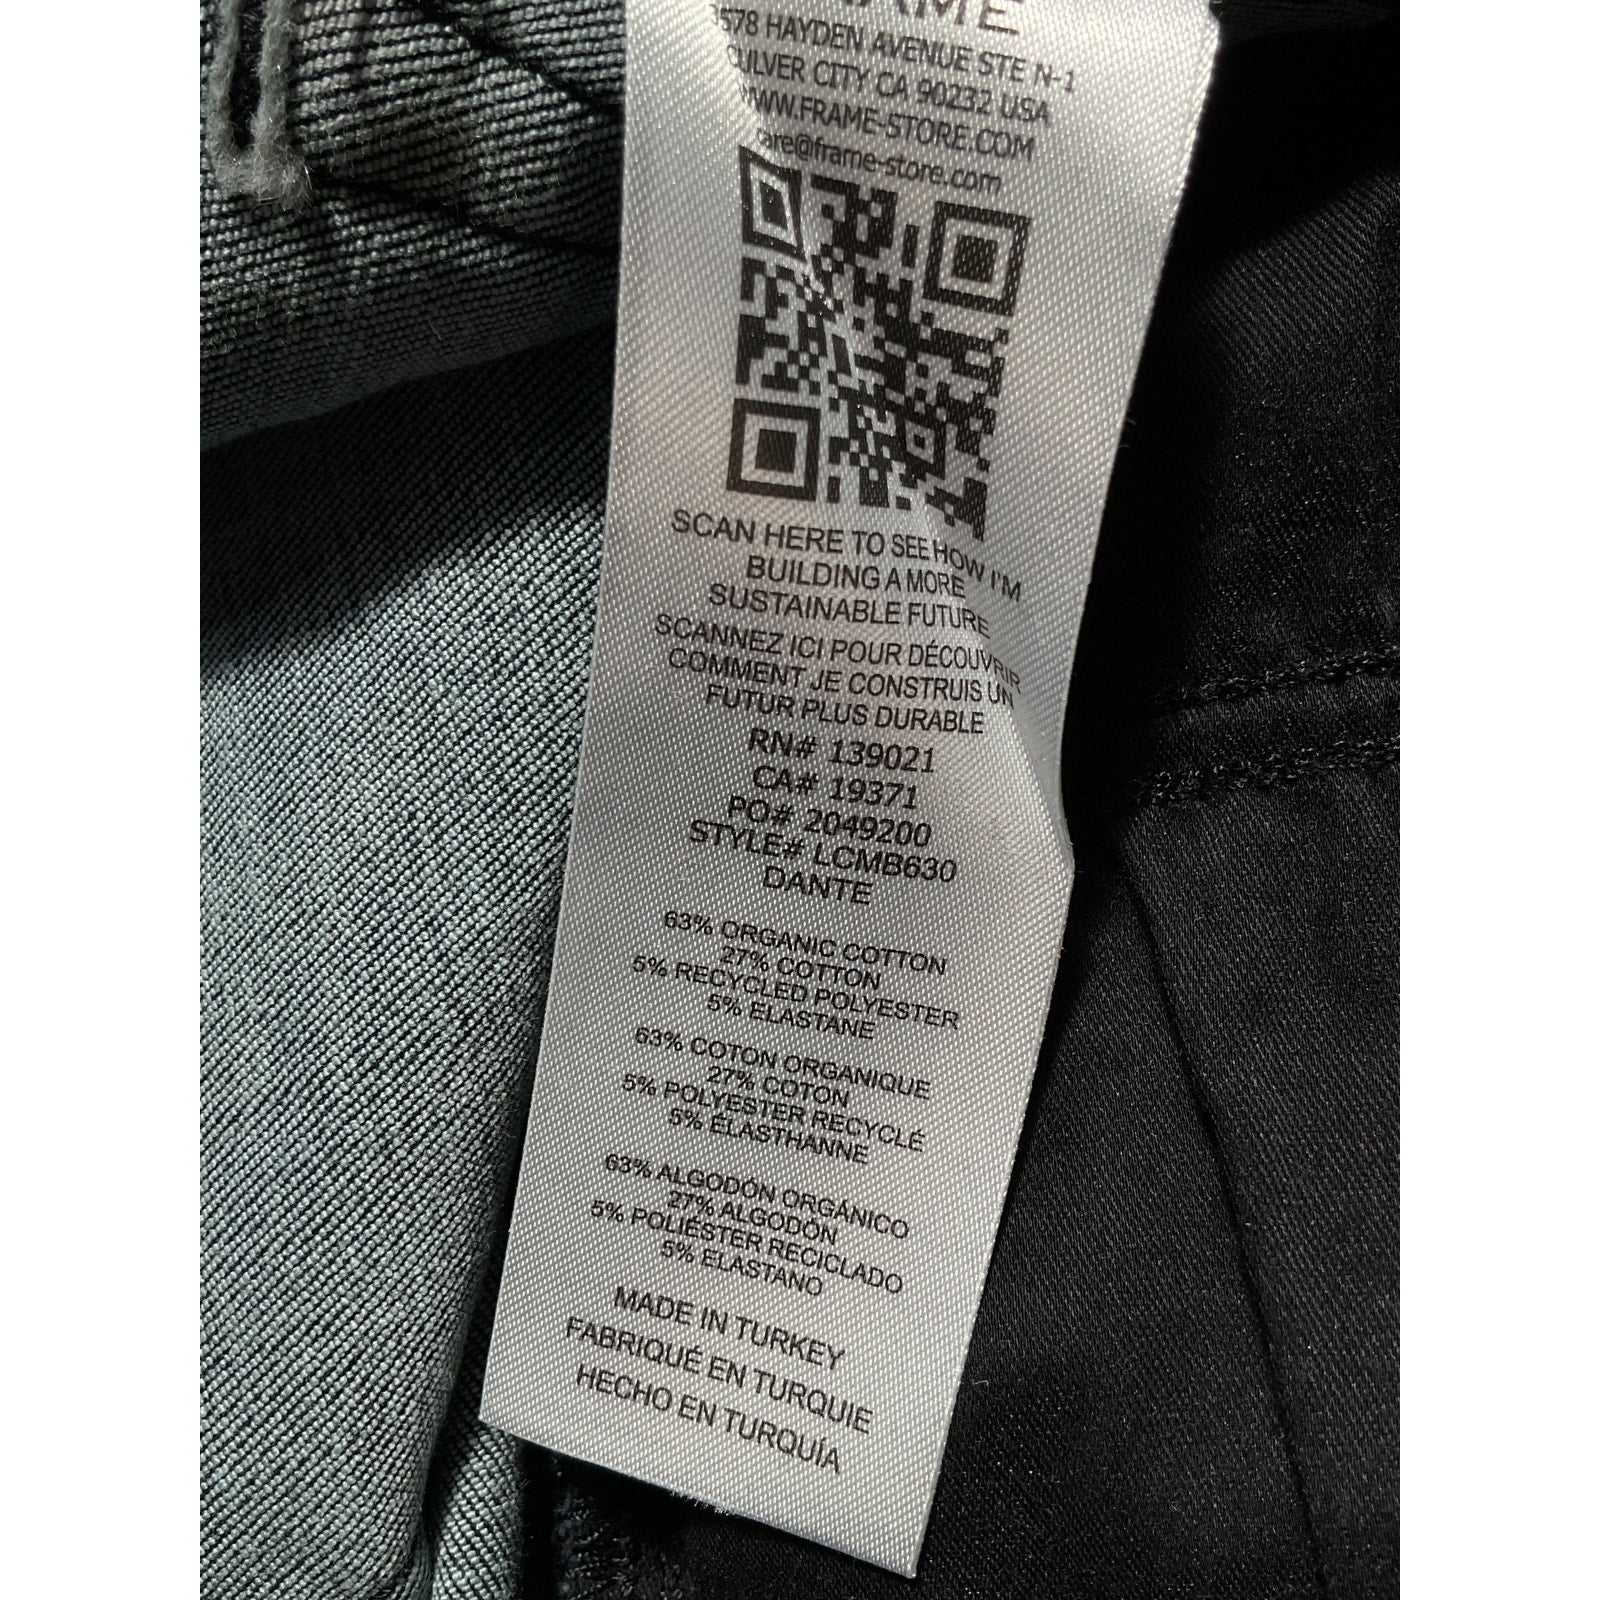 FRAME
3578 HAYDEN AVENUE STE N-1
CULVER CITY CA 90232 USA
WWW.FRAME-STORE.COM
care@frame-store.com
SCAN HERE TO SEE HOW I'M
BUILDING A MORE
SUSTAINABLE FUTURE
SCANNEZ ICI POUR DÉCOUVRIR
COMMENT JE CONSTRUIS UN
FUTUR PLUS DURABLE
RN# 139021
CA# 19371
PO# 2049200
STYLE# LCMB630
DANTE
63% ORGANIC COTTON
27% COTTON
5% RECYCLED POLYESTER
5% ELASTANE
63% COTON ORGANIQUE
27% COTON
5% POLYESTER RECYCLÉ
5% ÉLASTHANNE
63% ALGODÓN ORGÁNICO
27% ALGODÓN
5% POLIÉSTER RECICLADO
5% ELASTANO
MADE IN TURKEY
FABRIQUÉ EN TURQUIE
HECHO EN TURQUÍA